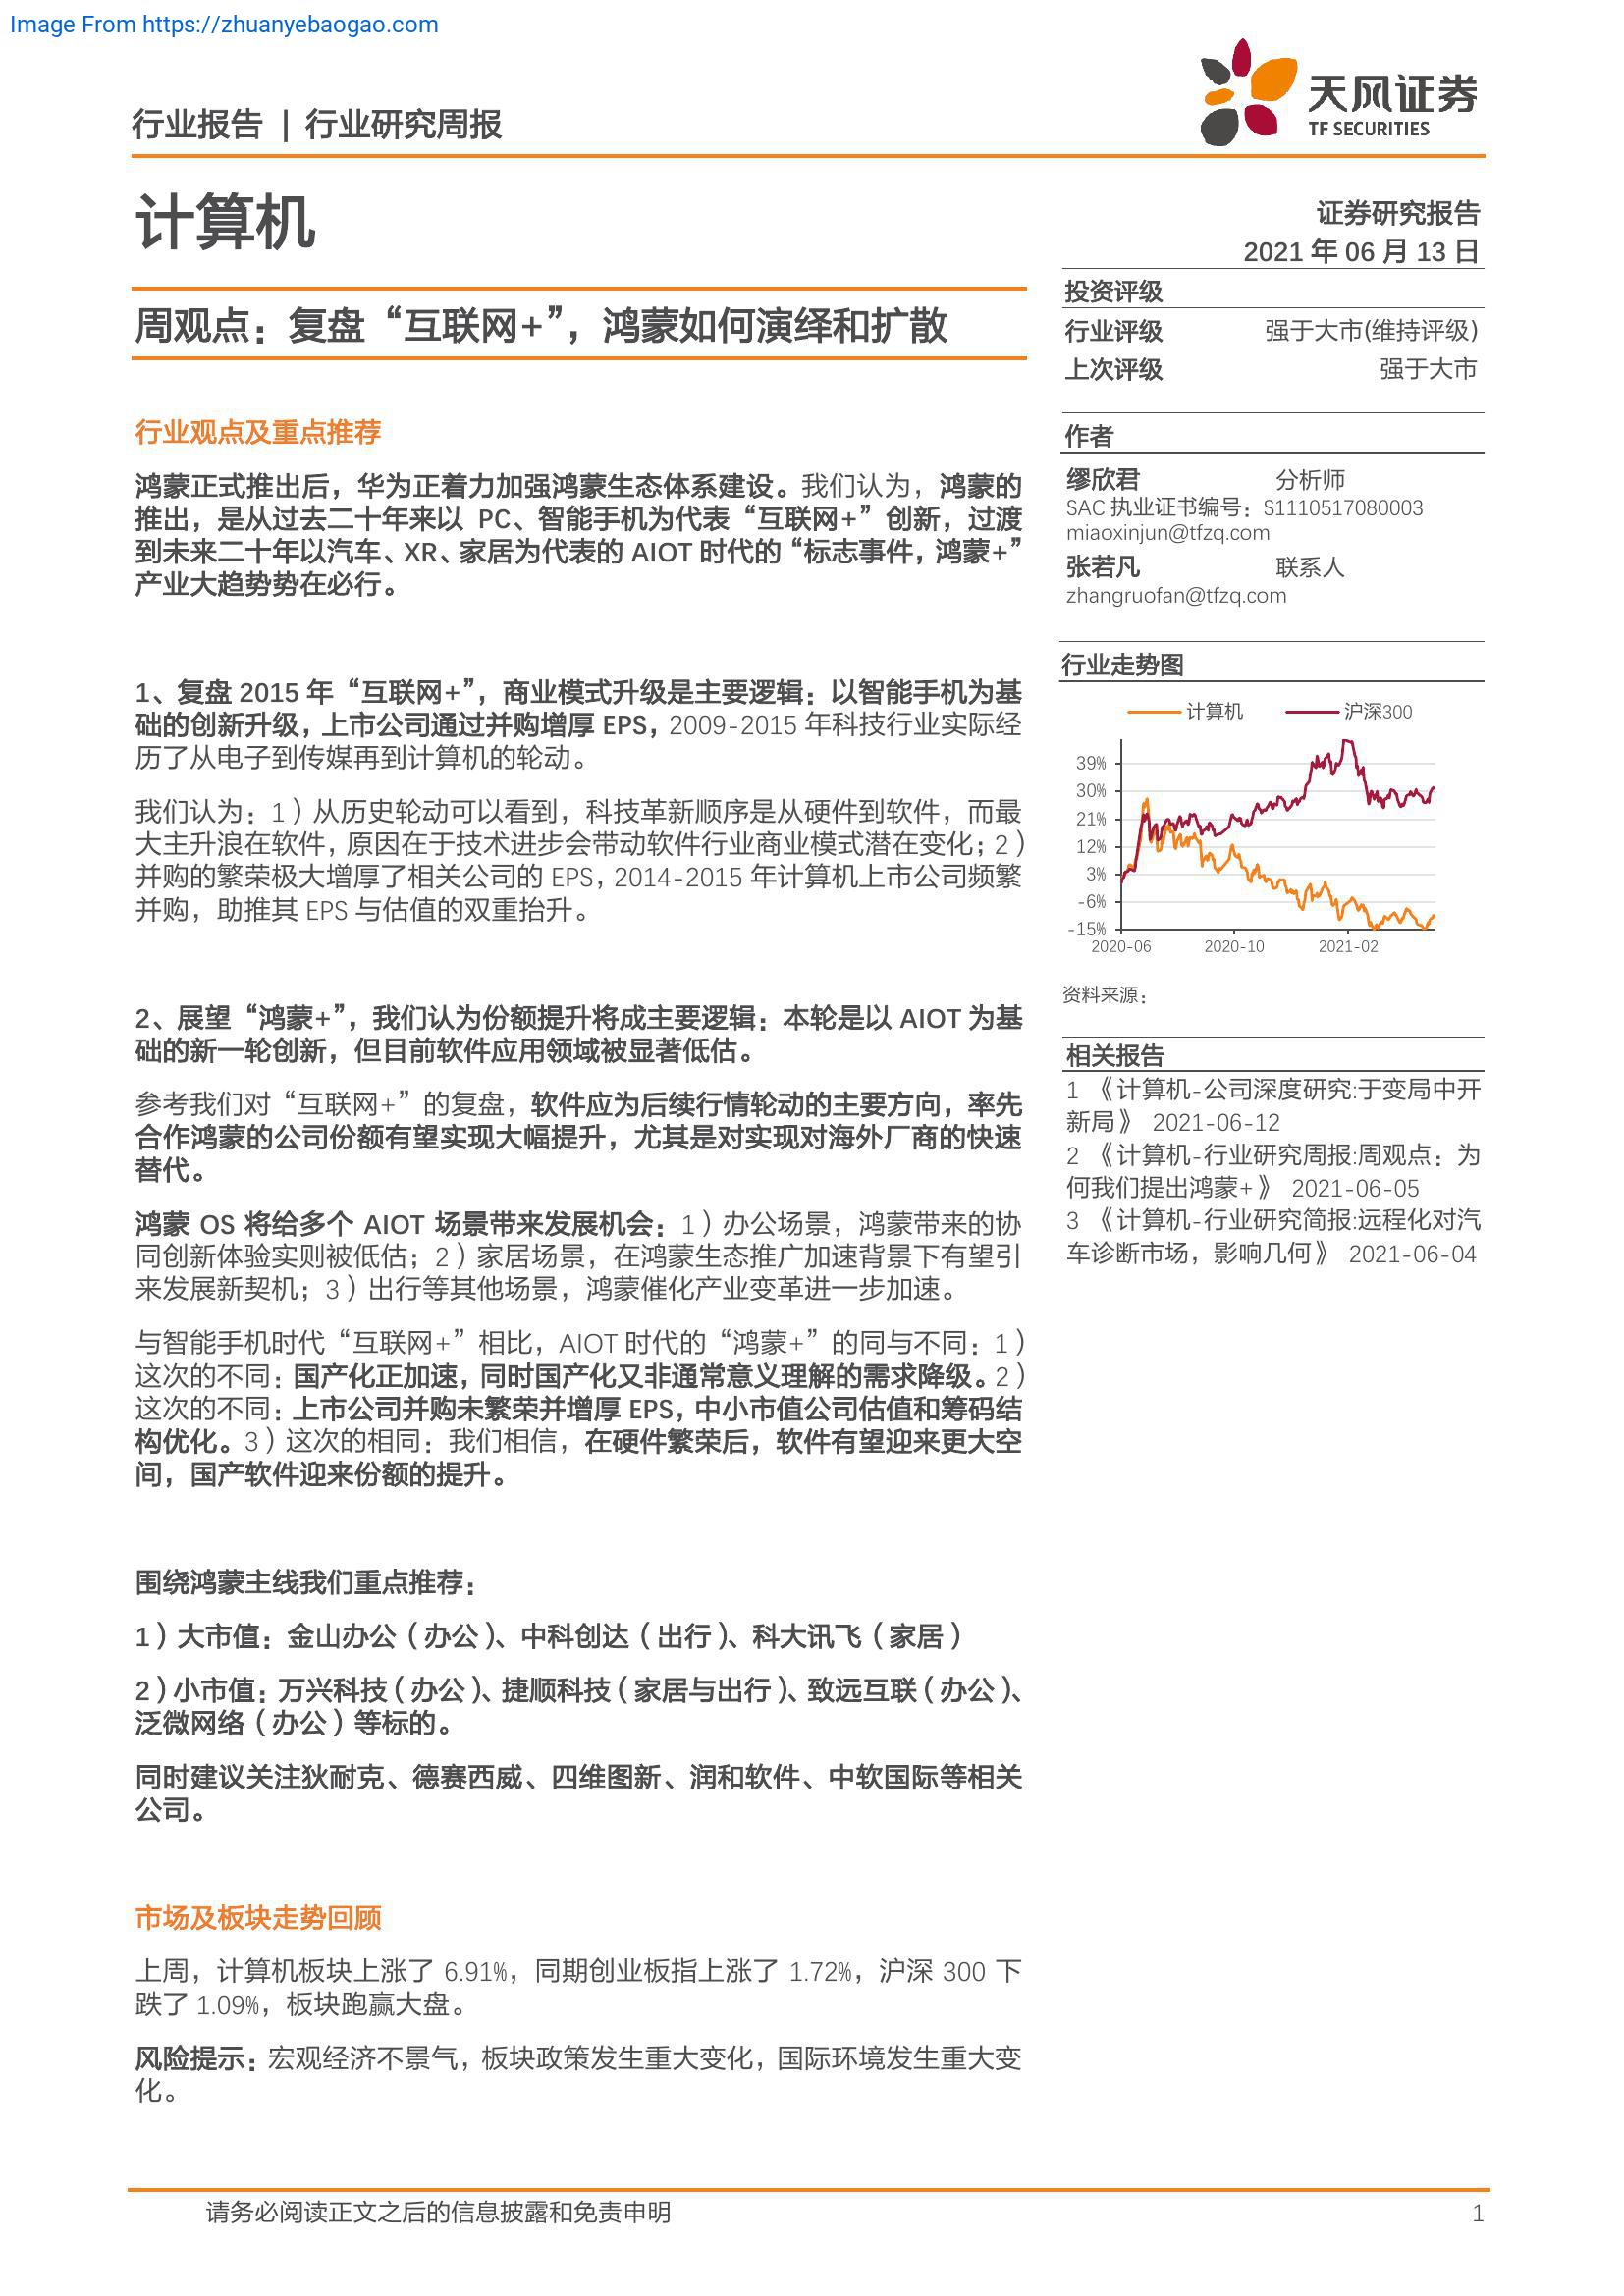 Image From https://zhuanyebaogao.com
行业报告 | 行业研究周报
天风证券
TF SECURITIES
计算机
证券研究报告
2021 年 06 月 13 日
周观点：复盘“互联网+”，鸿蒙如何演绎和扩散
行业观点及重点推荐
鸿蒙正式推出后，华为正着力加强鸿蒙生态体系建设。我们认为，鸿蒙的
推出，是从过去二十年来以 PC、智能手机为代表“互联网+”创新，过渡
到未来二十年以汽车、XR、家居为代表的 AIOT 时代的“标志事件，鸿蒙+”
产业大趋势势在必行。
1、复盘 2015 年“互联网+”，商业模式升级是主要逻辑：以智能手机为基
础的创新升级，上市公司通过并购增厚 EPS，2009-2015 年科技行业实际经
历了从电子到传媒再到计算机的轮动。
我们认为：1）从历史轮动可以看到，科技革新顺序是从硬件到软件，而最
大主升浪在软件，原因在于技术进步会带动软件行业商业模式潜在变化；2）
并购的繁荣极大增厚了相关公司的 EPS，2014-2015 年计算机上市公司频繁
并购，助推其 EPS 与估值的双重抬升。
2、展望“鸿蒙+”，我们认为份额提升将成主要逻辑：本轮是以 AIOT 为基
础的新一轮创新，但目前软件应用领域被显著低估。
参考我们对“互联网+”的复盘，软件应为后续行情轮动的主要方向，率先
合作鸿蒙的公司份额有望实现大幅提升，尤其是对实现对海外厂商的快速
替代。
鸿蒙 OS 将给多个 AIOT 场景带来发展机会：1）办公场景，鸿蒙带来的协
同创新体验实则被低估；2）家居场景，在鸿蒙生态推广加速背景下有望引
来发展新契机；3）出行等其他场景，鸿蒙催化产业变革进一步加速。
与智能手机时代“互联网+”相比，AIOT 时代的“鸿蒙+”的同与不同：1）
这次的不同：国产化正加速，同时国产化又非通常意义理解的需求降级。2）
这次的不同：上市公司并购未繁荣并增厚 EPS，中小市值公司估值和筹码结
构优化。3）这次的相同：我们相信，在硬件繁荣后，软件有望迎来更大空
间，国产软件迎来份额的提升。
围绕鸿蒙主线我们重点推荐：
1）大市值：金山办公（办公）、中科创达（出行）、科大讯飞（家居）
2）小市值：万兴科技（办公）、捷顺科技（家居与出行）、致远互联（办公）、
泛微网络（办公）等标的。
同时建议关注狄耐克、德赛西威、四维图新、润和软件、中软国际等相关
公司。
市场及板块走势回顾
上周，计算机板块上涨了 6.91%，同期创业板指上涨了 1.72%，沪深 300 下
跌了 1.09%，板块跑赢大盘。
风险提示：宏观经济不景气，板块政策发生重大变化，国际环境发生重大变
化。
投资评级
行业评级 强于大市(维持评级)
上次评级 强于大市
作者
缪欣君 分析师
SAC 执业证书编号：S1110517080003
miaoxinjun@tfzq.com
张若凡 联系人
zhangruofan@tfzq.com
行业走势图
计算机 沪深300
39%
30%
21%
12%
3%
-6%
-15%
2020-06 2020-10 2021-02
资料来源：
相关报告
1 《计算机-公司深度研究:于变局中开
新局》 2021-06-12
2 《计算机-行业研究周报:周观点：为
何我们提出鸿蒙+》 2021-06-05
3 《计算机-行业研究简报:远程化对汽
车诊断市场，影响几何》 2021-06-04
请务必阅读正文之后的信息披露和免责申明 1